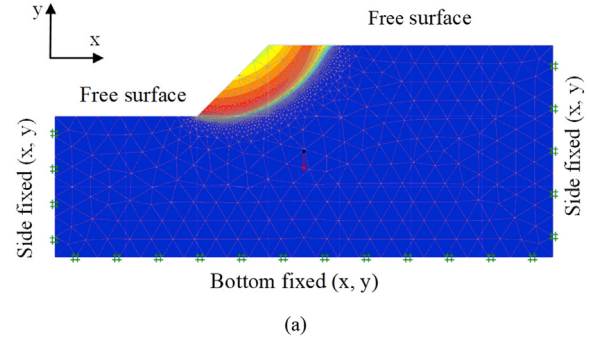 y
x
Free surface
Free surface
Side fixed (x, y)
Side fixed (x, y)
Bottom fixed (x, y)
(a)